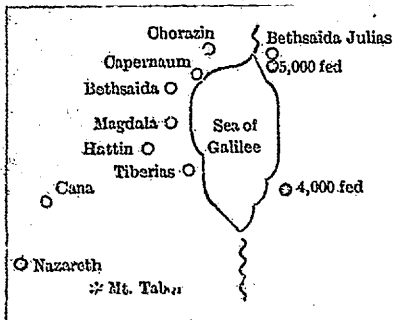 Chorazin
Bethsaida Julias
Capernaum
5,000 fed
Bethsaida
Magdala
Sea of
Galilee
Hattin
Tiberias
Cana
4,000 fed
Nazareth
Mt. Tabor